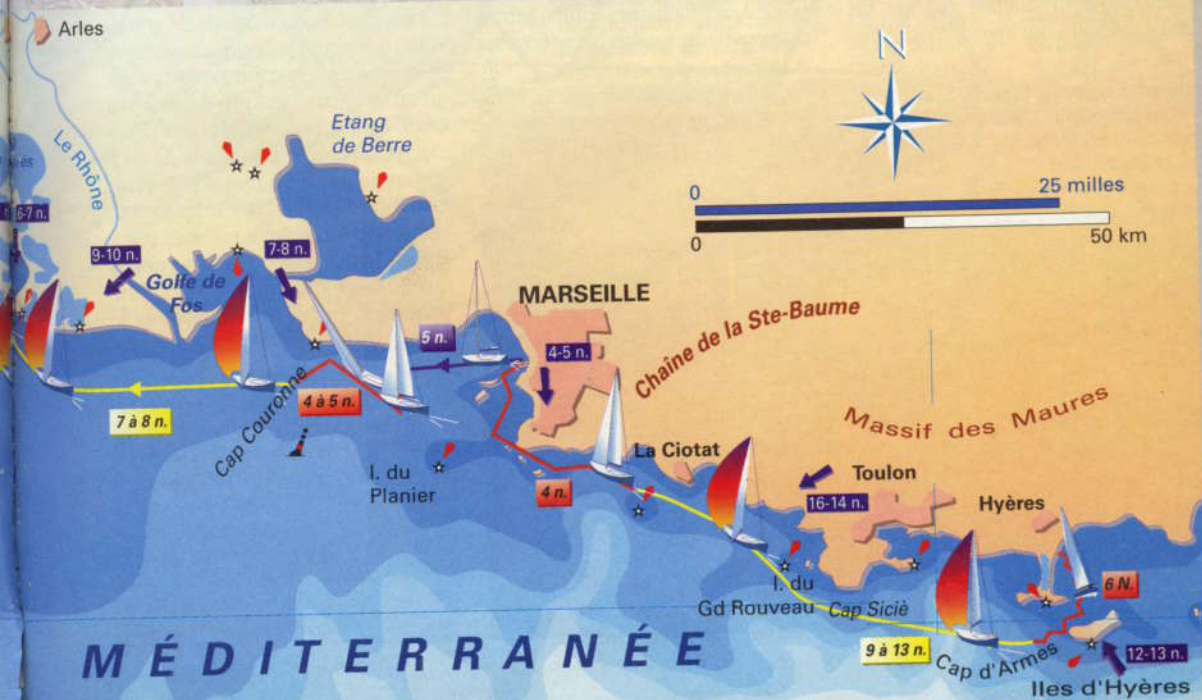 Arles
N
Etang
de Berre
Le Rhône
0
25 milles
6-7 n.
0
50 km
9-10 n.
7-8 n.
Golfe de
Fos
MARSEILLE
5 n.
4-5 n.
Chaîne de la Ste-Baume
7 à 8 n.
4 à 5 n.
Cap Couronne
Massif des Maures
La Ciotat
I. du
Planier
4 n.
Toulon
16-14 n.
Hyères
I. du
Gd Rouveau
Cap Siciè
6 N.
9 à 13 n.
Cap d'Armes
12-13 n.
MÉDITERRANÉE
Iles d'Hyères